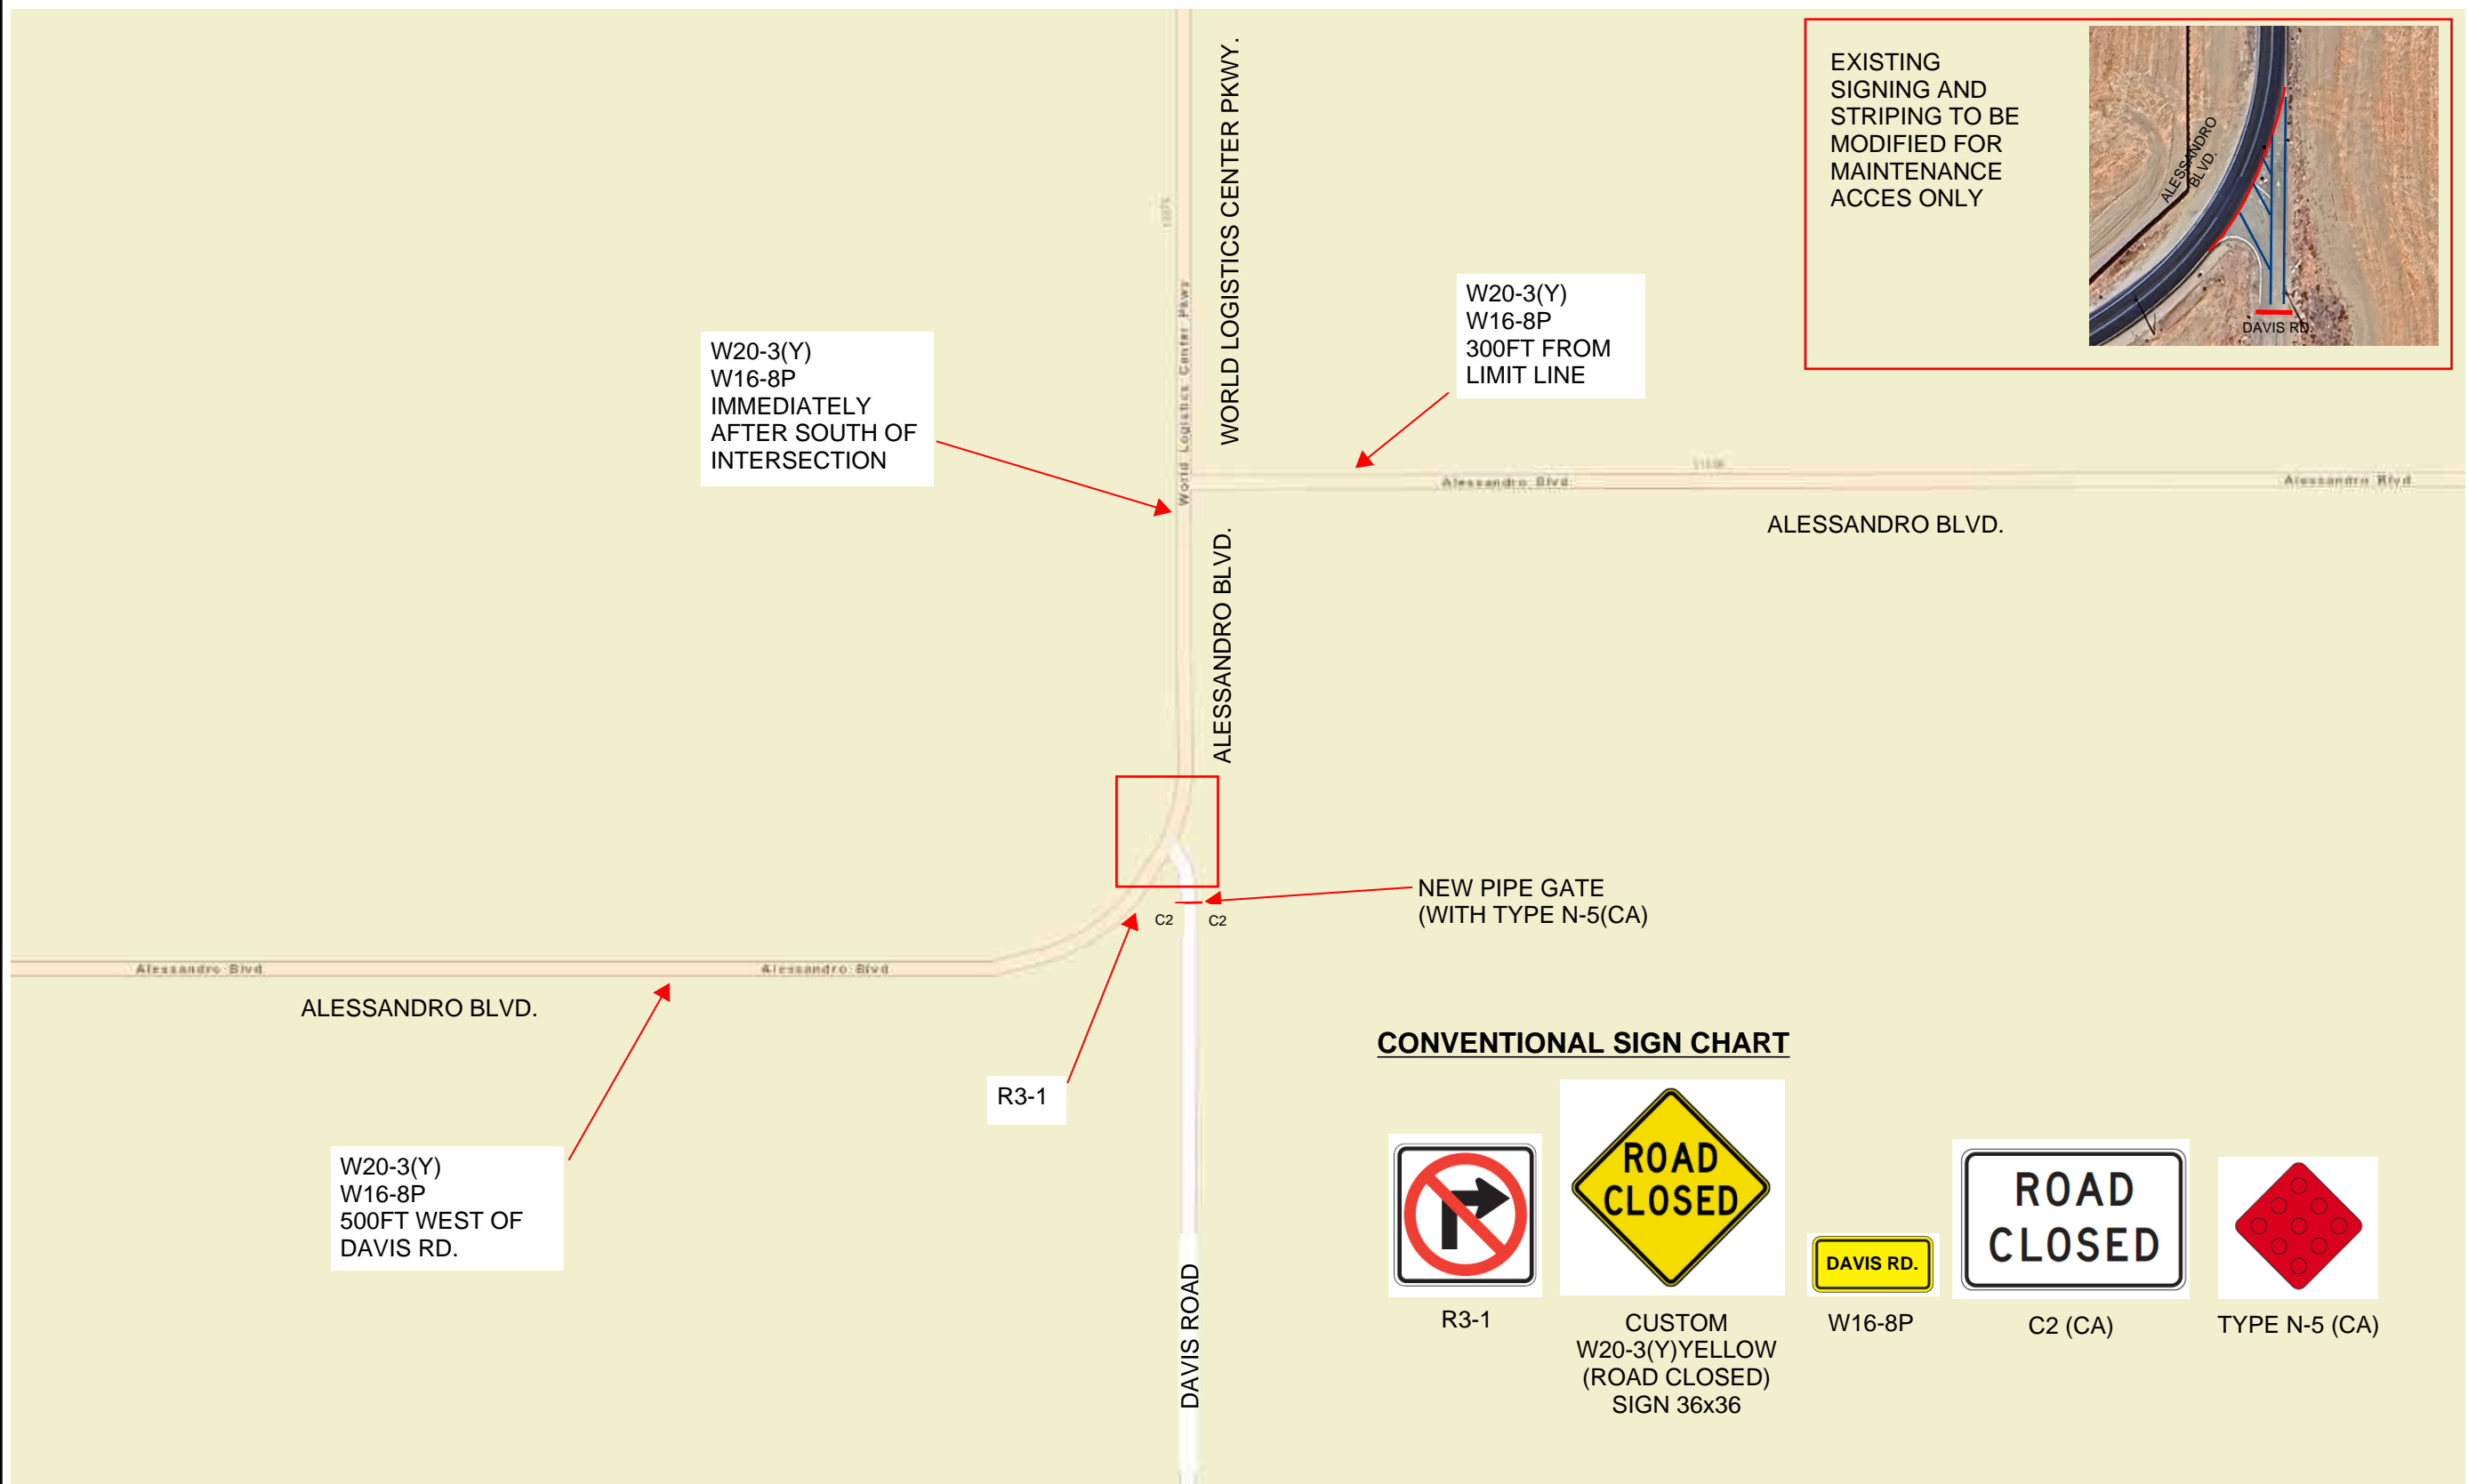 WORLD LOGISTICS CENTER PKWY.
World Logistics Center Pkwy
EXISTING
SIGNING AND
STRIPING TO BE
MODIFIED FOR
MAINTENANCE
ACCES ONLY
ALESSANDRO
BLVD.
DAVIS RD.
W20-3(Y)
W16-8P
IMMEDIATELY
AFTER SOUTH OF
INTERSECTION
W20-3(Y)
W16-8P
300FT FROM
LIMIT LINE
Alessandro Blvd
Alessandro Blvd
ALESSANDRO BLVD.
ALESSANDRO BLVD.
NEW PIPE GATE
(WITH TYPE N-5(CA)
C2
C2
Alessandro Blvd
Alessandro Blvd
ALESSANDRO BLVD.
R3-1
W20-3(Y)
W16-8P
500FT WEST OF
DAVIS RD.
DAVIS ROAD
CONVENTIONAL SIGN CHART
ROAD
CLOSED
DAVIS RD.
ROAD
CLOSED
R3-1
CUSTOM
W20-3(Y)YELLOW
(ROAD CLOSED)
SIGN 36x36
W16-8P
C2 (CA)
TYPE N-5 (CA)